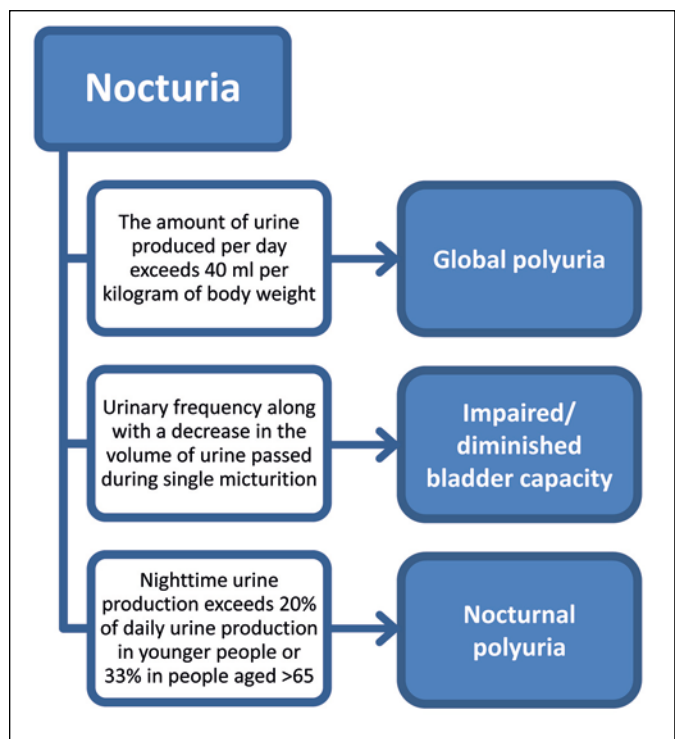 Nocturia
The amount of urine
produced per day
exceeds 40 ml per
kilogram of body weight
Global polyuria
Urinary frequency along
with a decrease in the
volume of urine passed
during single micturition
Impaired/
diminished
bladder capacity
Nighttime urine
production exceeds 20%
of daily urine production
in younger people or
33% in people aged >65
Nocturnal
polyuria